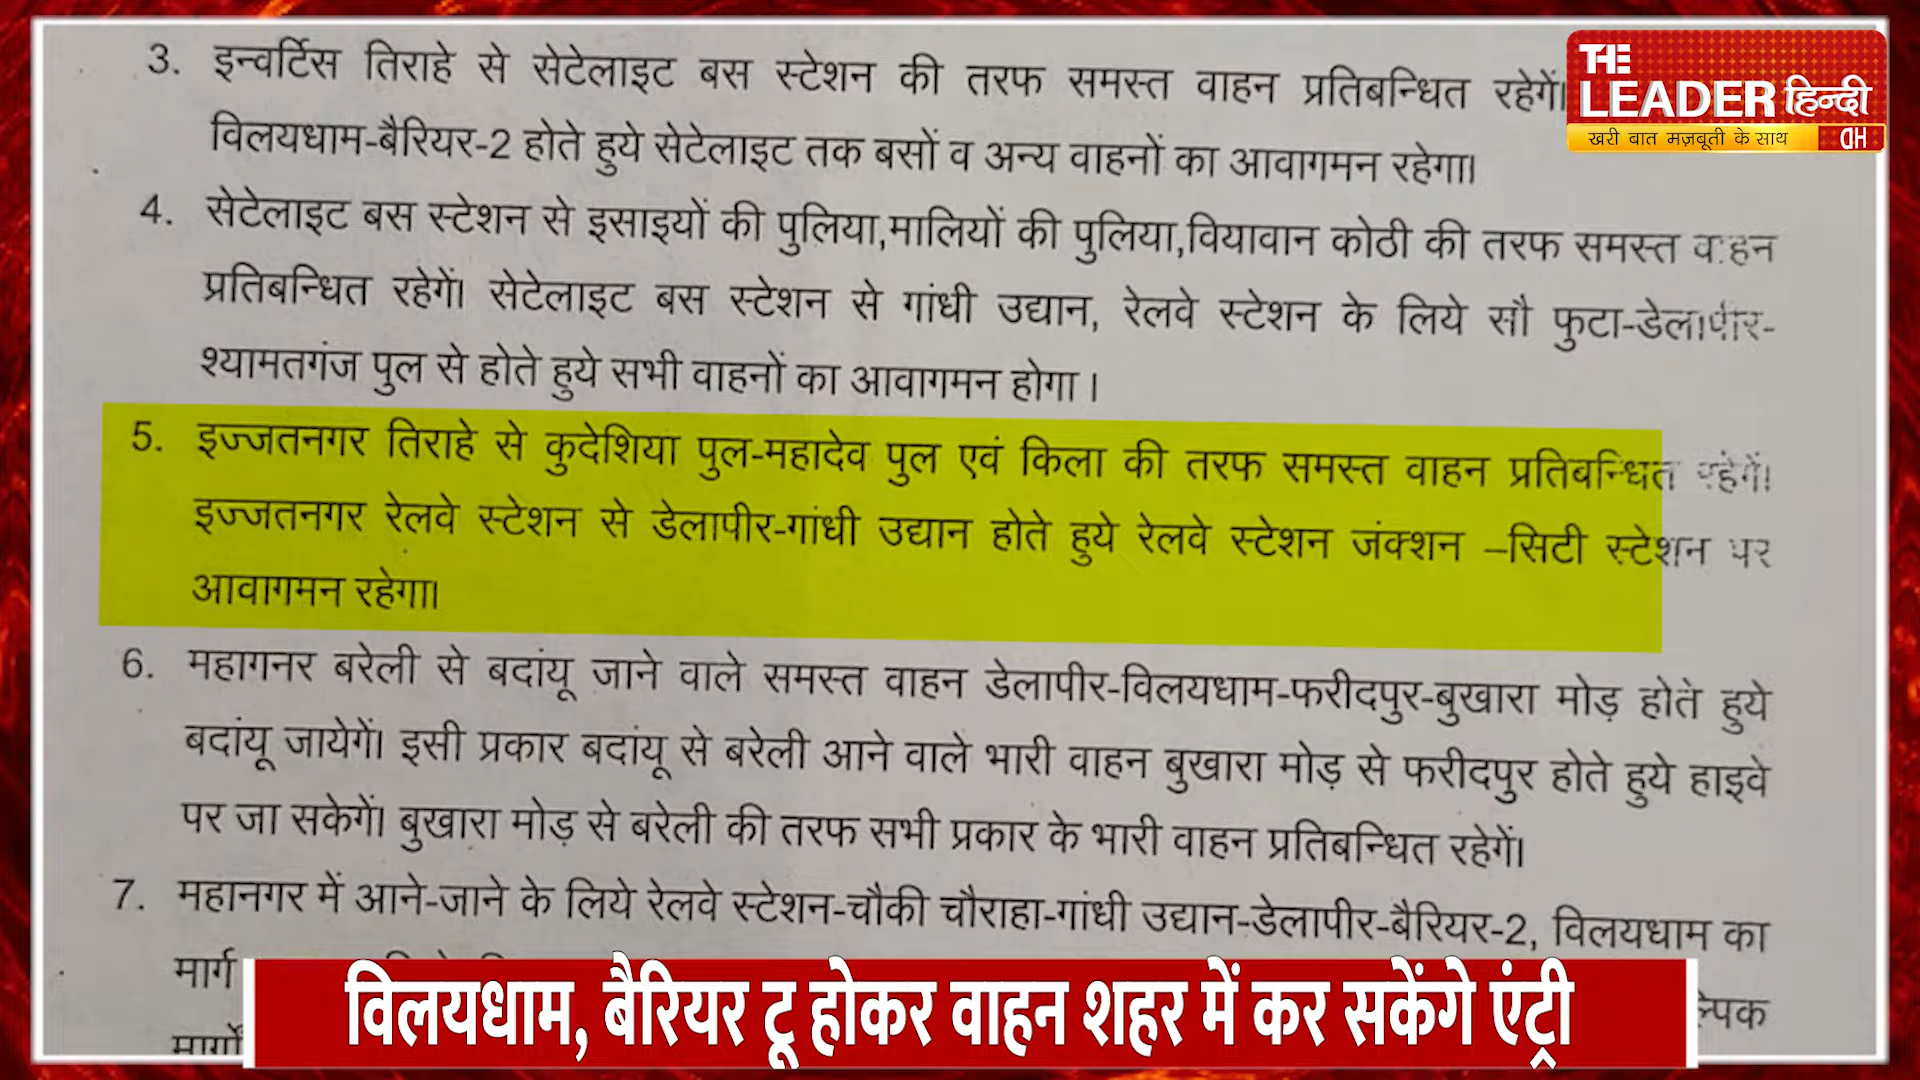 3. इन्वर्टिस तिराहे से सेटेलाइट बस स्टेशन की तरफ समस्त वाहन प्रतिबन्धित रहेगें।
विलयधाम-बैरियर-2 होते हुये सेटेलाइट तक बसों व अन्य वाहनों का आवागमन रहेगा।
4. सेटेलाइट बस स्टेशन से इसाइयों की पुलिया,मालियों की पुलिया,वियावान कोठी की तरफ समस्त वाहन
प्रतिबन्धित रहेगें। सेटेलाइट बस स्टेशन से गांधी उद्यान, रेलवे स्टेशन के लिये सौ फुटा-डेलापीर-
श्यामतगंज पुल से होते हुये सभी वाहनों का आवागमन होगा ।
5. इज्जतनगर तिराहे से कुदेशिया पुल-महादेव पुल एवं किला की तरफ समस्त वाहन प्रतिबन्धित रहेगें।
इज्जतनगर रेलवे स्टेशन से डेलापीर-गांधी उद्यान होते हुये रेलवे स्टेशन जंक्शन –सिटी स्टेशन पर
आवागमन रहेगा।
6. महागनर बरेली से बदांयू जाने वाले समस्त वाहन डेलापीर-विलयधाम-फरीदपुर-बुखारा मोड़ होते हुये
बदांयू जायेगें। इसी प्रकार बदांयू से बरेली आने वाले भारी वाहन बुखारा मोड़ से फरीदपुर होते हुये हाइवे
पर जा सकेगें। बुखारा मोड़ से बरेली की तरफ सभी प्रकार के भारी वाहन प्रतिबन्धित रहेगें।
7. महानगर में आने-जाने के लिये रेलवे स्टेशन-चौकी चौराहा-गांधी उद्यान-डेलापीर-बैरियर-2, विलयधाम का
मार्ग
THE
LEADER हिन्दी
खरी बात मज़बूती के साथ HD
विलयधाम, बैरियर टू होकर वाहन शहर में कर सकेंगे एंट्री